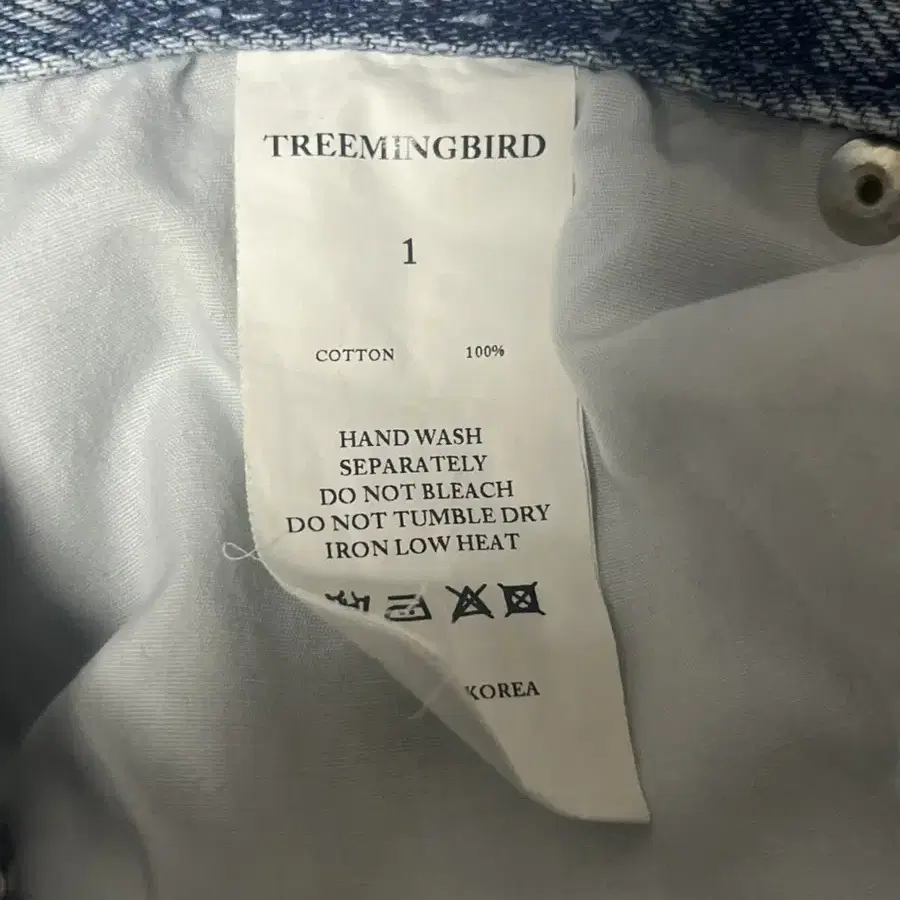 TREEMINGBIRD
1
COTTON 100%
HAND WASH
SEPARATELY
DO NOT BLEACH
DO NOT TUMBLE DRY
IRON LOW HEAT
KOREA